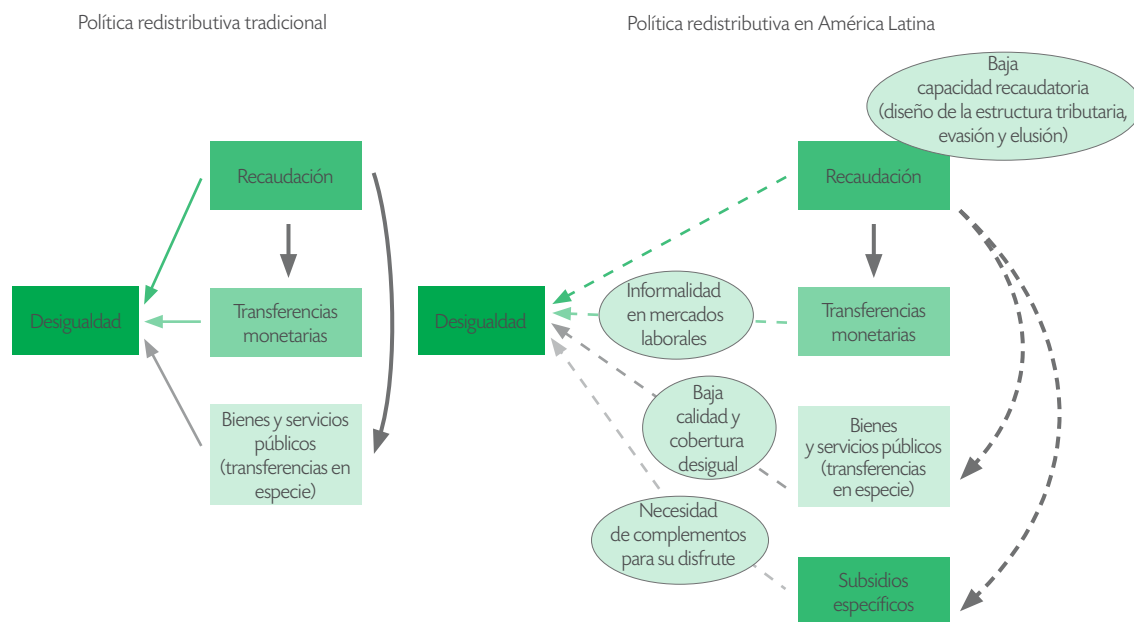 Política redistributiva tradicional
Recaudación
Desigualdad
Transferencias
monetarias
Bienes y servicios
públicos
(transferencias en
especie)
Política redistributiva en América Latina
Baja
capacidad recaudatoria
(diseño de la estructura tributaria,
evasión y elusión)
Recaudación
Desigualdad
Informalidad
en mercados
laborales
Transferencias
monetarias
Baja
calidad y
cobertura
desigual
Bienes
y servicios públicos
(transferencias
en especie)
Necesidad
de complementos
para su disfrute
Subsidios
específicos